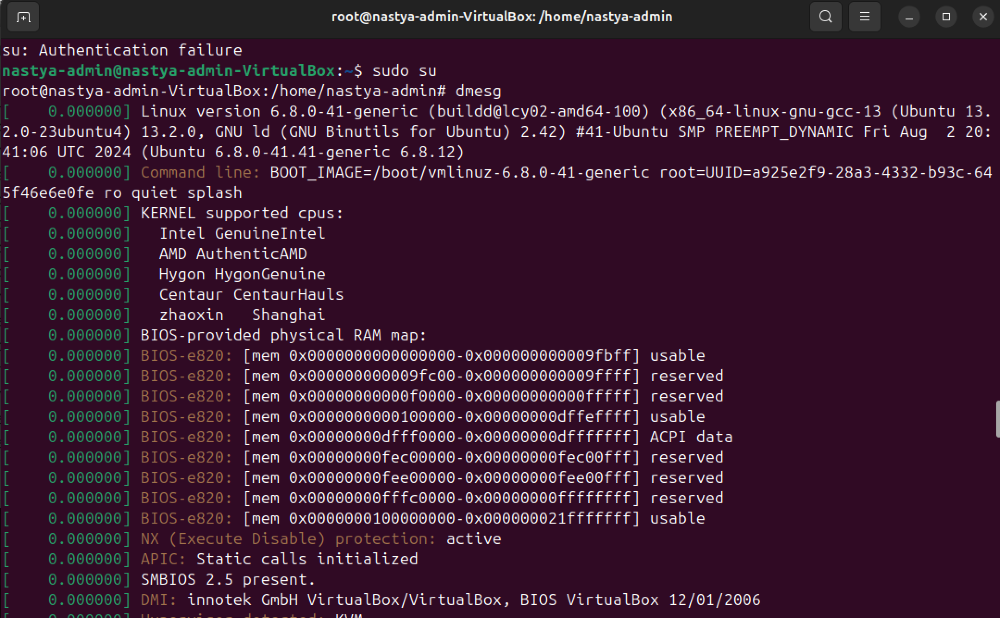 root@nastya-admin-VirtualBox: /home/nastya-admin
su: Authentication failure
nastya-admin@nastya-admin-VirtualBox:~$ sudo su
root@nastya-admin-VirtualBox:/home/nastya-admin# dmesg
[    0.000000] Linux version 6.8.0-41-generic (buildd@lcy02-amd64-100) (x86_64-linux-gnu-gcc-13 (Ubuntu 13.
2.0-23ubuntu4) 13.2.0, GNU ld (GNU Binutils for Ubuntu) 2.42) #41-Ubuntu SMP PREEMPT_DYNAMIC Fri Aug  2 20:
41:06 UTC 2024 (Ubuntu 6.8.0-41.41-generic 6.8.12)
[    0.000000] Command line: BOOT_IMAGE=/boot/vmlinuz-6.8.0-41-generic root=UUID=a925e2f9-28a3-4332-b93c-64
5f46e6e0fe ro quiet splash
[    0.000000] KERNEL supported cpus:
[    0.000000]   Intel GenuineIntel
[    0.000000]   AMD AuthenticAMD
[    0.000000]   Hygon HygonGenuine
[    0.000000]   Centaur CentaurHauls
[    0.000000]   zhaoxin   Shanghai
[    0.000000] BIOS-provided physical RAM map:
[    0.000000] BIOS-e820: [mem 0x0000000000000000-0x000000000009fbff] usable
[    0.000000] BIOS-e820: [mem 0x000000000009fc00-0x000000000009ffff] reserved
[    0.000000] BIOS-e820: [mem 0x00000000000f0000-0x00000000000fffff] reserved
[    0.000000] BIOS-e820: [mem 0x0000000000100000-0x00000000dffeffff] usable
[    0.000000] BIOS-e820: [mem 0x00000000dfff0000-0x00000000dfffffff] ACPI data
[    0.000000] BIOS-e820: [mem 0x00000000fec00000-0x00000000fec00fff] reserved
[    0.000000] BIOS-e820: [mem 0x00000000fee00000-0x00000000fee00fff] reserved
[    0.000000] BIOS-e820: [mem 0x00000000fffc0000-0x00000000ffffffff] reserved
[    0.000000] BIOS-e820: [mem 0x0000000100000000-0x000000021fffffff] usable
[    0.000000] NX (Execute Disable) protection: active
[    0.000000] APIC: Static calls initialized
[    0.000000] SMBIOS 2.5 present.
[    0.000000] DMI: innotek GmbH VirtualBox/VirtualBox, BIOS VirtualBox 12/01/2006
[    0.000000] Hypervisor detected: KVM